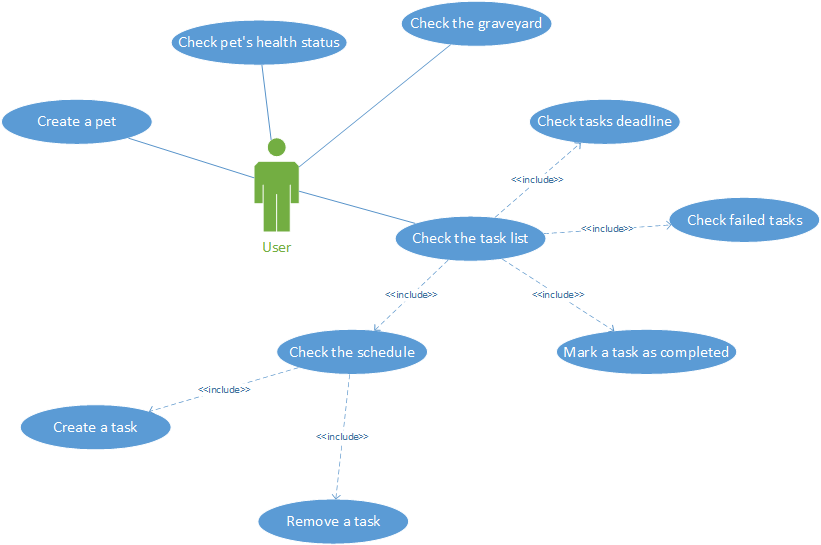 Check the graveyard
Check pet's health status
Create a pet
Check tasks deadline
<<include>>
Check failed tasks
<<include>>
User
Check the task list
<<include>>
<<include>>
Check the schedule
Mark a task as completed
<<include>>
Create a task
<<include>>
Remove a task